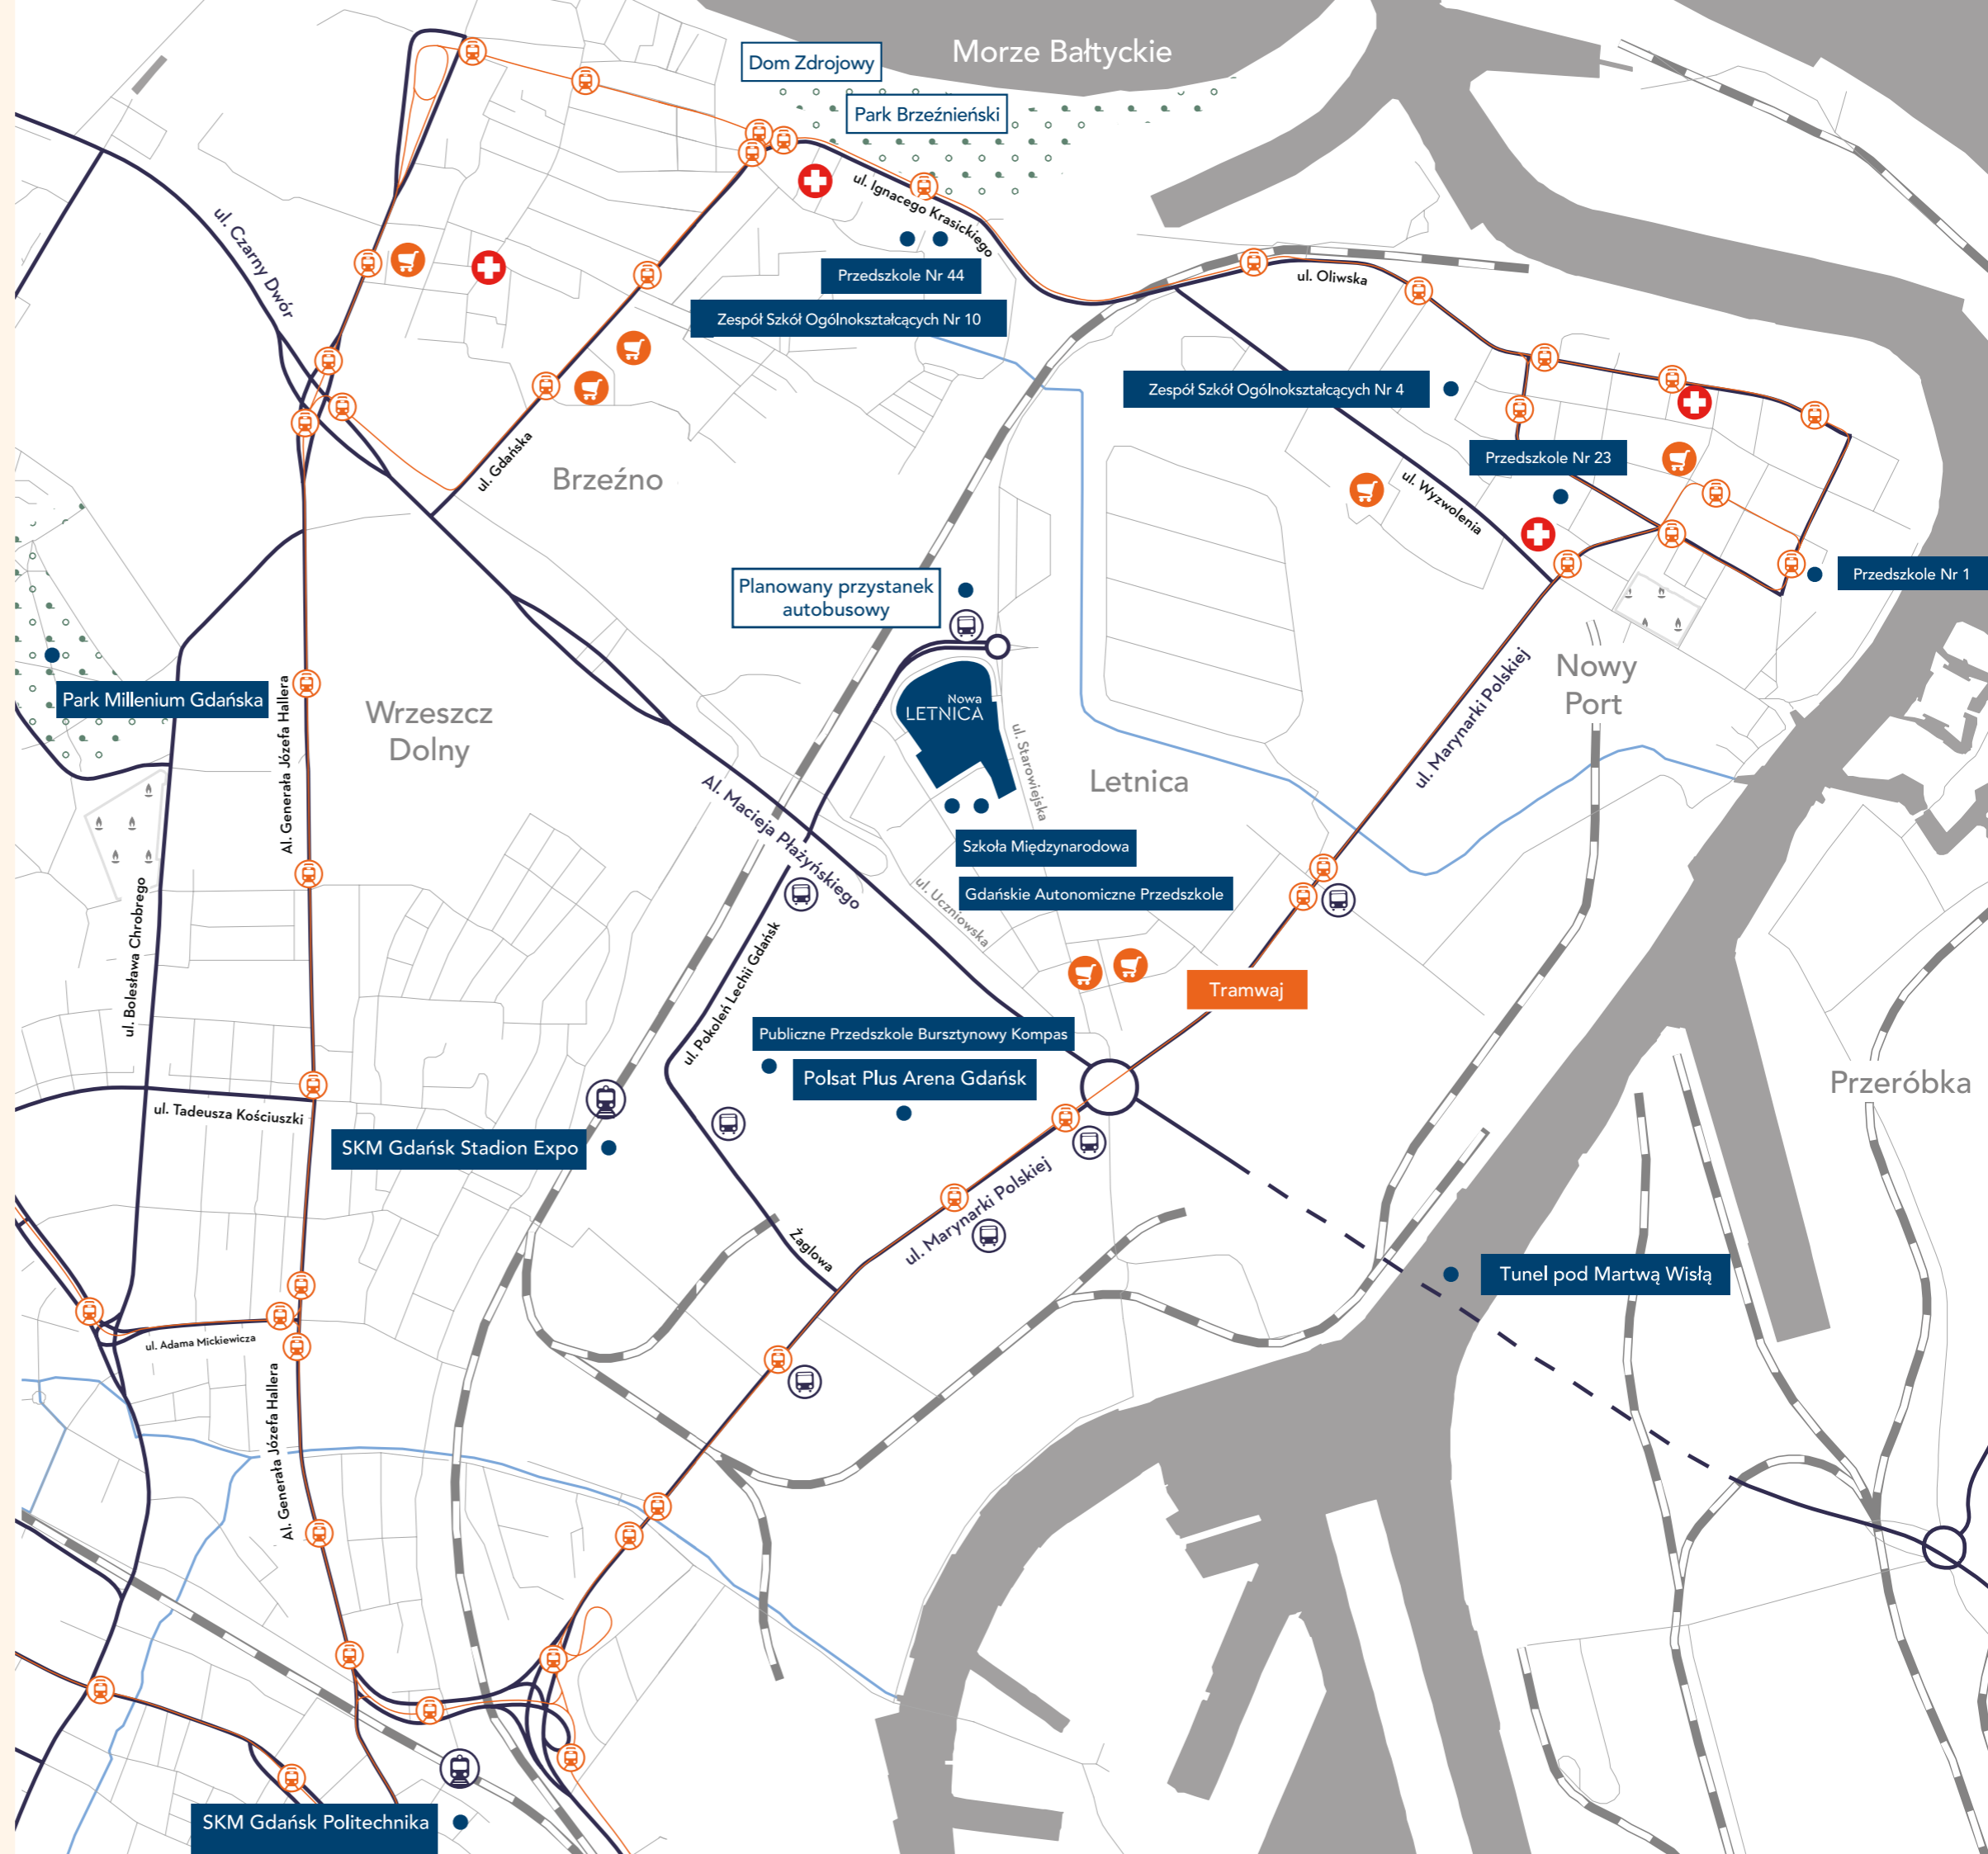 Morze Bałtyckie
Dom Zdrojowy
Park Brzeźnieński
ul. Ignacego Krasickiego
ul. Czarny Dwór
Przedszkole Nr 44
ul. Oliwska
Zespół Szkół Ogólnokształcących Nr 10
Zespół Szkół Ogólnokształcących Nr 4
ul. Gdańska
Brzeźno
Przedszkole Nr 23
ul. Wyzwolenia
Przedszkole Nr 1
Planowany przystanek
autobusowy
Nowy
Port
Park Millenium Gdańska
Al. Generała Józefa Hallera
Wrzeszcz
Dolny
Nowa
LETNICA
ul. Starowiejska
Letnica
ul. Marynarki Polskiej
Al. Macieja Płażyńskiego
Szkoła Międzynarodowa
ul. Uczniowska
Gdańskie Autonomiczne Przedszkole
ul. Bolesława Chrobrego
ul. Pokoleń Lechii Gdańsk
Tramwaj
Publiczne Przedszkole Bursztynowy Kompas
Polsat Plus Arena Gdańsk
Przeróbka
ul. Tadeusza Kościuszki
SKM Gdańsk Stadion Expo
ul. Marynarki Polskiej
Żaglowa
Tunel pod Martwą Wisłą
ul. Adama Mickiewicza
Al. Generała Józefa Hallera
SKM Gdańsk Politechnika